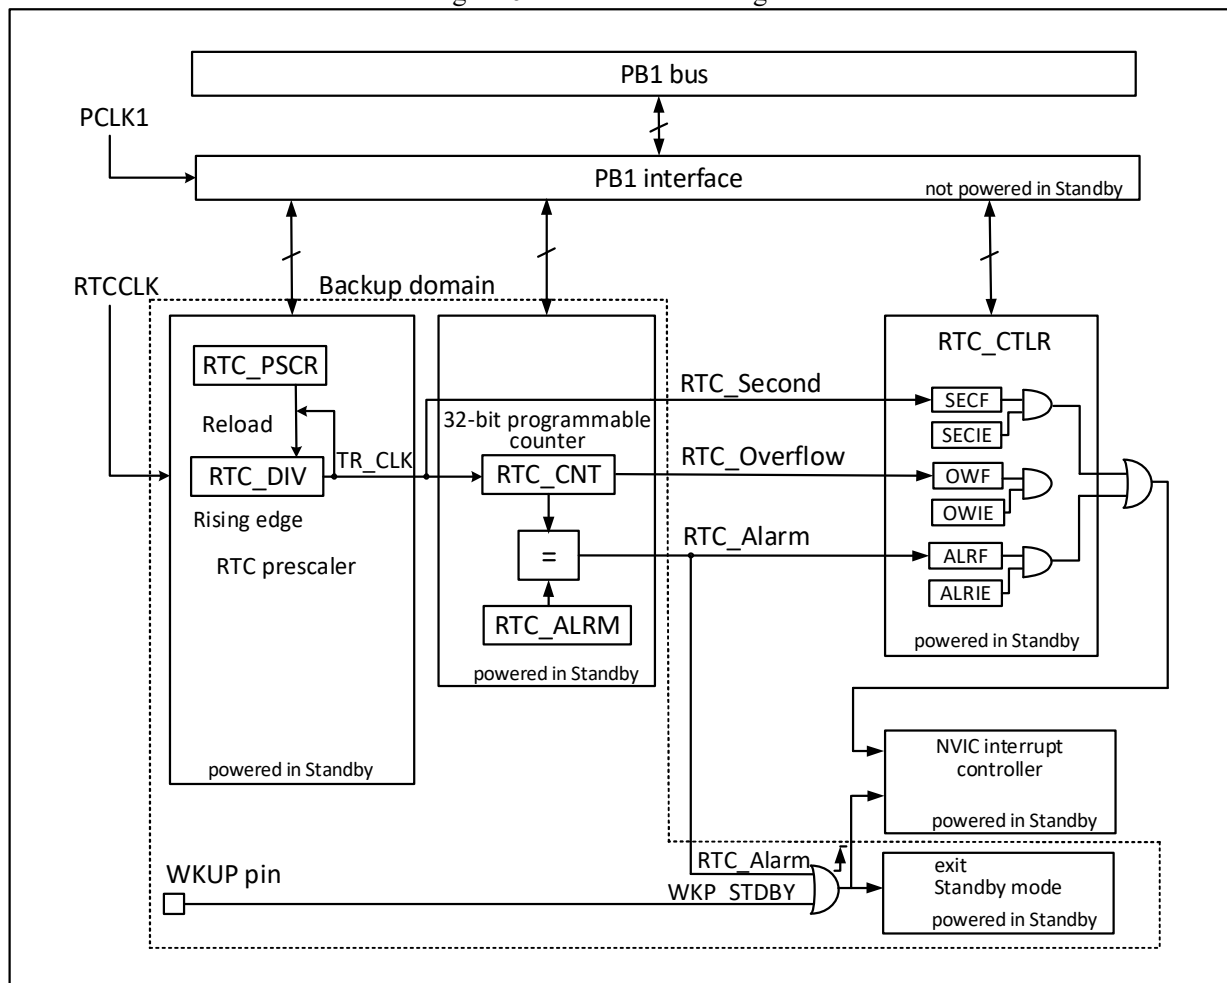 PB1 bus
PCLK1
PB1 interface
not powered in Standby
RTCCLK
Backup domain
RTC_PSCR
Reload
TR_CLK
RTC_DIV
Rising edge
RTC prescaler
powered in Standby
32-bit programmable
counter
RTC_CNT
=
RTC_ALRM
powered in Standby
RTC_Second
RTC_Overflow
RTC_Alarm
RTC_CTLR
SECF
SECIE
OWF
OWIE
ALRF
ALRIE
powered in Standby
NVIC interrupt
controller
powered in Standby
WKUP pin
RTC_Alarm
WKP_STDBY
exit
Standby mode
powered in Standby